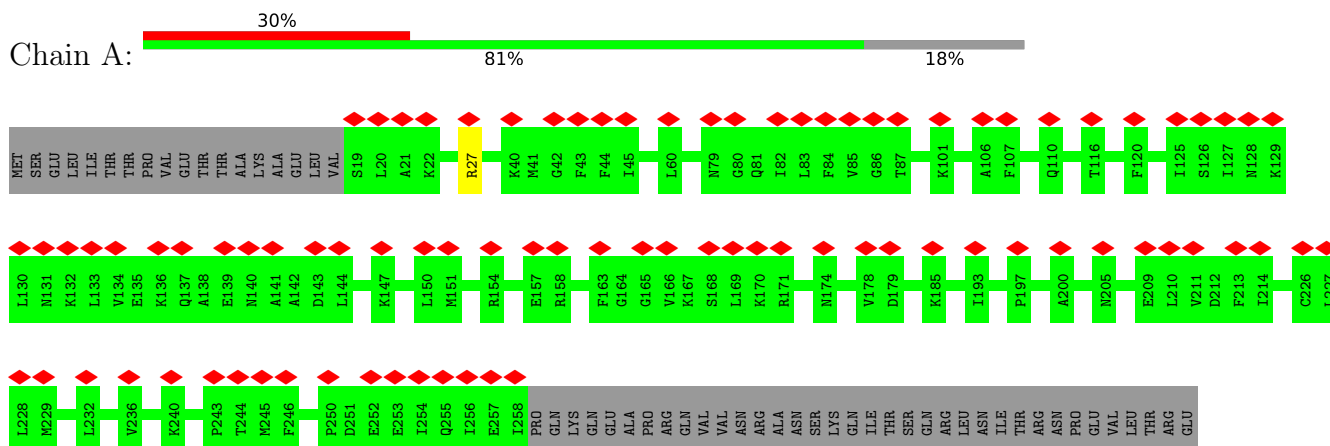 30%
Chain A:
81% 18%
MET SER GLU LEU ILE THR THR PRO VAL GLU THR THR ALA LYS ALA GLU LEU VAL S19 L20 A21 K22 R27 K40 M41 G42 F43 F44 I45 L60 N79 G80 Q81 I82 L83 F84 V85 G86 T87 K101 A106 F107 Q110 T116 F120 I125 S126 I127 N128 K129
L130 N131 K132 L133 V134 E135 K136 Q137 A138 E139 N140 A141 A142 D143 L144 K147 L150 M151 R154 E157 R158 F163 G164 G165 V166 K167 S168 L169 K170 R171 N174 V178 D179 K185 I193 P197 A200 N205 E209 L210 V211 D212 F213 I214 C226 L227
L228 M229 L232 V236 K240 P243 T244 M245 F246 P250 D251 E252 E253 I254 Q255 I256 E257 I258 PRO GLN LYS GLN GLU ALA PRO ARG GLN VAL VAL ASN ARG ALA ASN SER LYS GLN ILE THR SER GLN ARG LEU ASN ILE THR ARG ASN PRO GLU VAL LEU THR ARG GLU